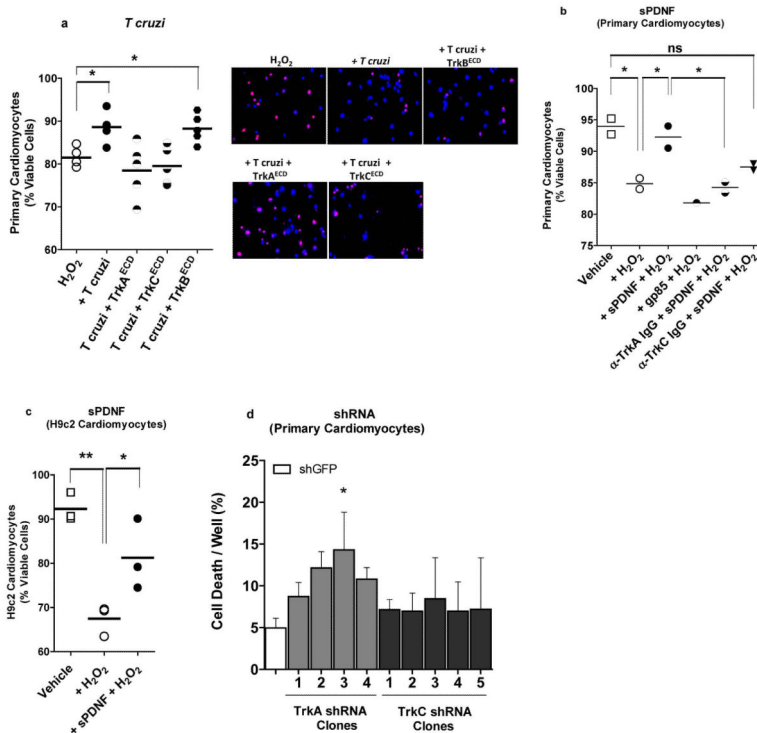 a
T cruzi
*
*
100
90
80
70
60
Primary Cardiomyocytes
(% Viable Cells)
H₂O₂
+ T cruzi
T cruzi + TrkA ECD
T cruzi + TrkC ECD
T cruzi + TrkB ECD
H₂O₂
+ T cruzi
+ T cruzi +
TrkB ECD
+ T cruzi +
TrkA ECD
+ T cruzi +
TrkC ECD
b
sPDNF
(Primary Cardiomyocytes)
ns
*
*
*
100
95
90
85
80
75
Primary Cardiomyocytes
(% Viable Cells)
Vehicle
+ H₂O₂
+ sPDNF + H₂O₂
+ gp85 + H₂O₂
α-TrkA IgG + sPDNF + H₂O₂
α-TrkC IgG + sPDNF + H₂O₂
c
sPDNF
(H9c2 Cardiomyocytes)
**
*
100
90
80
70
60
H9c2 Cardiomyocytes
(% Viable Cells)
Vehicle
+ H₂O₂
+ sPDNF + H₂O₂
d
shRNA
(Primary Cardiomyocytes)
shGFP
*
25
20
15
10
5
0
Cell Death / Well (%)
1 2 3 4 1 2 3 4 5
TrkA shRNA
Clones
TrkC shRNA
Clones